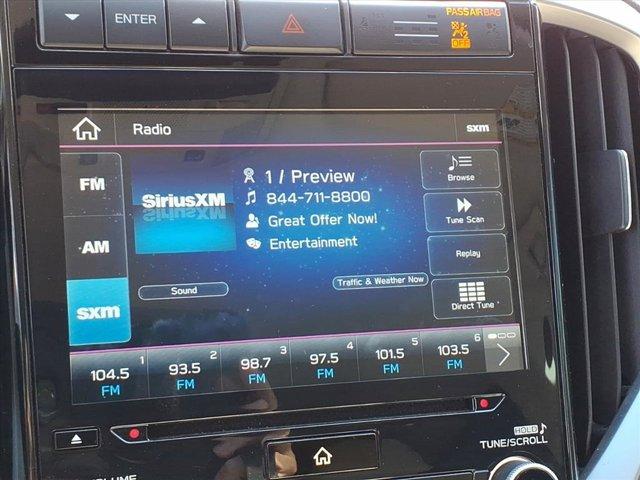 ENTER
PASS AIR BAG
OFF
Radio
sxm
FM
AM
sxm
SiriusXM
1 / Preview
844-711-8800
Great Offer Now!
Entertainment
Browse
Tune Scan
Replay
Direct Tune
Sound
Traffic & Weather Now
1
104.5
FM
2
93.5
FM
3
98.7
FM
4
97.5
FM
5
101.5
FM
6
103.5
FM
HOLD
TUNE/SCROLL
VOLUME